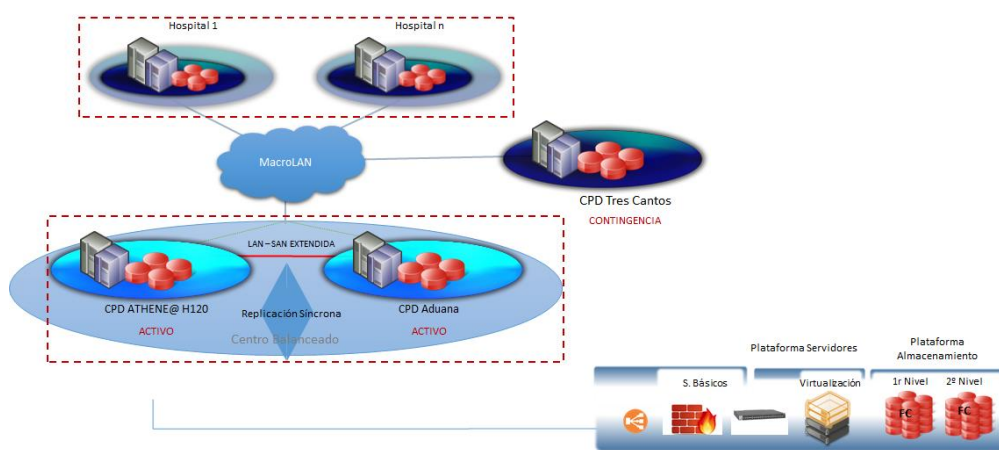 Hospital 1
Hospital n
MacroLAN
CPD Tres Cantos
CONTINGENCIA
LAN – SAN EXTENDIDA
CPD ATHENE@ H120
ACTIVO
CPD Aduana
ACTIVO
Replicación Síncrona
Centro Balanceado
Plataforma Servidores
Plataforma
Almacenamiento
S. Básicos
Virtualización
1r Nivel
2º Nivel
FC
FC